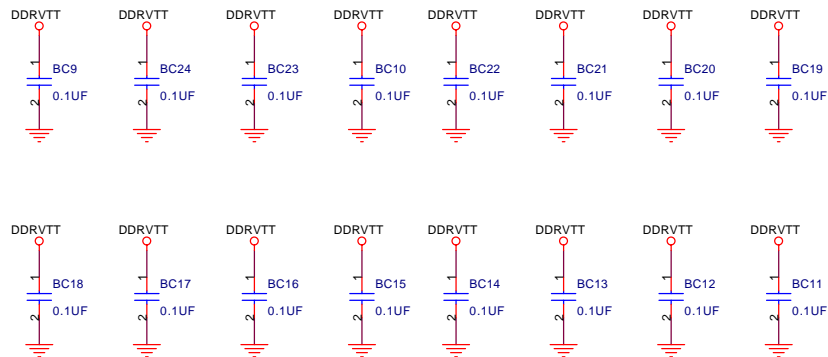 DDRVTT DDRVTT DDRVTT DDRVTT DDRVTT DDRVTT DDRVTT DDRVTT
1 BC9 1 BC24 1 BC23 1 BC10 1 BC22 1 BC21 1 BC20 1 BC19
2 0.1UF 2 0.1UF 2 0.1UF 2 0.1UF 2 0.1UF 2 0.1UF 2 0.1UF 2 0.1UF
DDRVTT DDRVTT DDRVTT DDRVTT DDRVTT DDRVTT DDRVTT DDRVTT
1 BC18 1 BC17 1 BC16 1 BC15 1 BC14 1 BC13 1 BC12 1 BC11
2 0.1UF 2 0.1UF 2 0.1UF 2 0.1UF 2 0.1UF 2 0.1UF 2 0.1UF 2 0.1UF